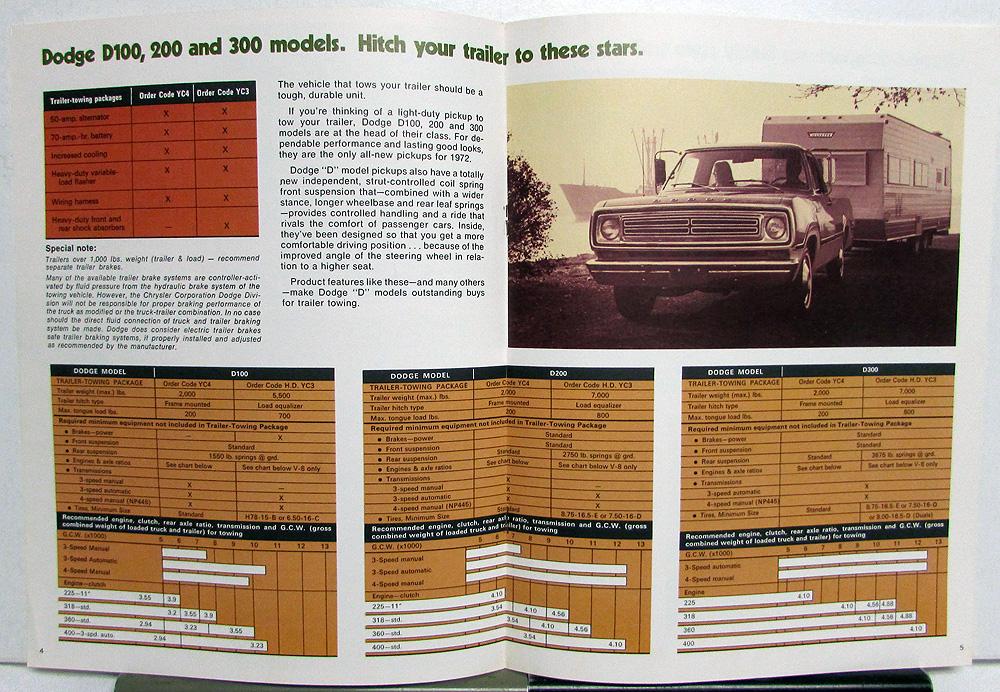 Dodge D100, 200 and 300 models. Hitch your trailer to these stars.
Trailer-towing packages Order Code YC4 Order Code YC3
50-amp. alternator X X
70-amp.-hr. battery X X
Increased cooling X X
Heavy-duty variable-
load flasher X X
Wiring harness X X
Heavy-duty front and
rear shock absorbers — X
Special note:
Trailers over 1,000 lbs. weight (trailer & load) — recommend
separate trailer brakes.
Many of the available trailer brake systems are controller-acti-
vated by fluid pressure from the hydraulic brake system of the
towing vehicle. However, the Chrysler Corporation Dodge Divi-
sion will not be responsible for proper braking performance of
the truck as modified or the truck-trailer combination. In no case
should the direct fluid connection of truck and trailer braking
system be made. Dodge does consider electric trailer brakes
safe trailer braking systems, if properly installed and adjusted
as recommended by the manufacturer.
The vehicle that tows your trailer should be a
tough, durable unit.
If you're thinking of a light-duty pickup to
tow your trailer, Dodge D100, 200 and 300
models are at the head of their class. For de-
pendable performance and lasting good looks,
they are the only all-new pickups for 1972.
Dodge "D" model pickups also have a totally
new independent, strut-controlled coil spring
front suspension that—combined with a wider
stance, longer wheelbase and rear leaf springs
—provides controlled handling and a ride that
rivals the comfort of passenger cars. Inside,
they've been designed so that you get a more
comfortable driving position . . . because of the
improved angle of the steering wheel in rela-
tion to a higher seat.
Product features like these—and many others
—make Dodge "D" models outstanding buys
for trailer towing.
DODGE MODEL D100
TRAILER-TOWING PACKAGE Order Code YC4 Order Code H.D. YC3
Trailer weight (max.) lbs. 2,000 5,500
Trailer hitch type Frame mounted Load equalizer
Max. tongue load lbs. 200 700
Required minimum equipment not included in Trailer-Towing Package
• Brakes—power — X
• Front suspension Standard
• Rear suspension 1550 lb. springs @ grd.
• Engines & axle ratios See chart below See chart below V-8 only
• Transmissions
3-speed manual X —
3-speed automatic X X
4-speed manual (NP445) X X
• Tires, Minimum Size Standard H78-15-B or 6.50-16-C
Recommended engine, clutch, rear axle ratio, transmission and G.C.W. (gross
combined weight of loaded truck and trailer) for towing
G.C.W. (x1000) 5 6 7 8 9 10 11 12 13
3-Speed Manual
3-Speed Automatic
4-Speed Manual
Engine—clutch
225—11" 3.55 3.9
318—std. 3.2 3.55 3.9
360—std. 2.94 3.23 3.55
400—3-spd. auto. 2.94 3.23
4
DODGE MODEL D200
TRAILER-TOWING PACKAGE Order Code YC4 Order Code H.D. YC3
Trailer weight (max.) lbs. 2,000 7,000
Trailer hitch type Frame mounted Load equalizer
Max. tongue load lbs. 200 800
Required minimum equipment not included in Trailer-Towing Package
• Brakes—power Standard
• Front suspension Standard
• Rear suspension Standard 2750 lb. springs @ grd.
• Engines & axle ratios See chart below See chart below V-8 only
• Transmissions
3-speed manual X —
3-speed automatic X X
4-speed manual (NP445) X X
• Tires, Minimum Size Standard 8.75-16.5-E or 7.50-16-D
Recommended engine, clutch, rear axle ratio, transmission and G.C.W. (gross
combined weight of loaded truck and trailer) for towing
G.C.W. (x1000) 5 6 7 8 9 10 11 12 13
3-Speed manual
3-Speed automatic
4-Speed manual
Engine—clutch
225—11" 4.10
318—std. 3.54 4.10 4.56
360—std. 3.54 4.10
400—std. 3.54 4.10
DODGE MODEL D300
TRAILER-TOWING PACKAGE Order Code YC4 Order Code H.D. YC3
Trailer weight (max.) lbs. 2,000 7,000
Trailer hitch type Frame mounted Load equalizer
Max. tongue load lbs. 200 800
Required minimum equipment not included in Trailer-Towing Package
• Brakes—power Standard
• Front suspension Standard
• Rear suspension Standard 3675 lb. springs @ grd.
• Engines & axle ratios See chart below See chart below V-8 only
• Transmissions
3-speed manual X —
3-speed automatic X X
4-speed manual (NP445) X X
• Tires, Minimum Size Standard 8.75-16.5-E or 7.50-16-D
or 8.00-16.5-D (Duals)
Recommended engine, clutch, rear axle ratio, transmission and G.C.W. (gross
combined weight of loaded truck and trailer) for towing
G.C.W. (x1000) 5 6 7 8 9 10 11 12 13
3-Speed automatic
4-Speed manual
Engine
225 4.10
318 4.10 4.56 4.88
360 4.10 4.56 4.88
400 4.10
5